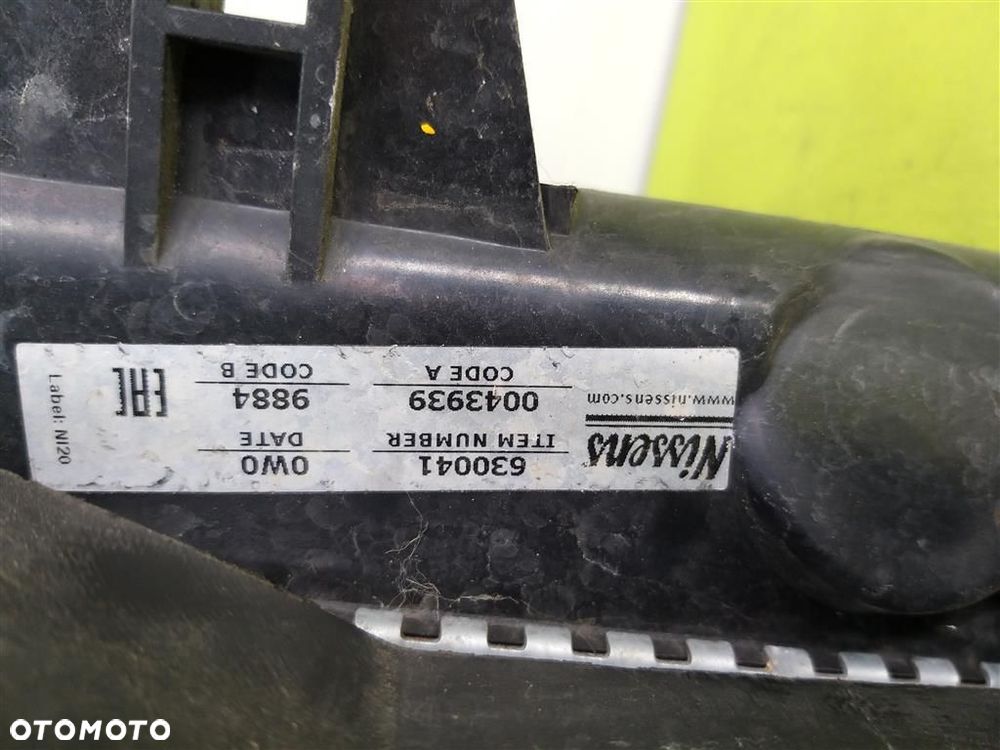 Nissens
www.nissens.com
630041
ITEM NUMBER
0043939
CODE A
0W0
DATE
9884
CODE B
EAC
Label: NI20
OTOMOTO